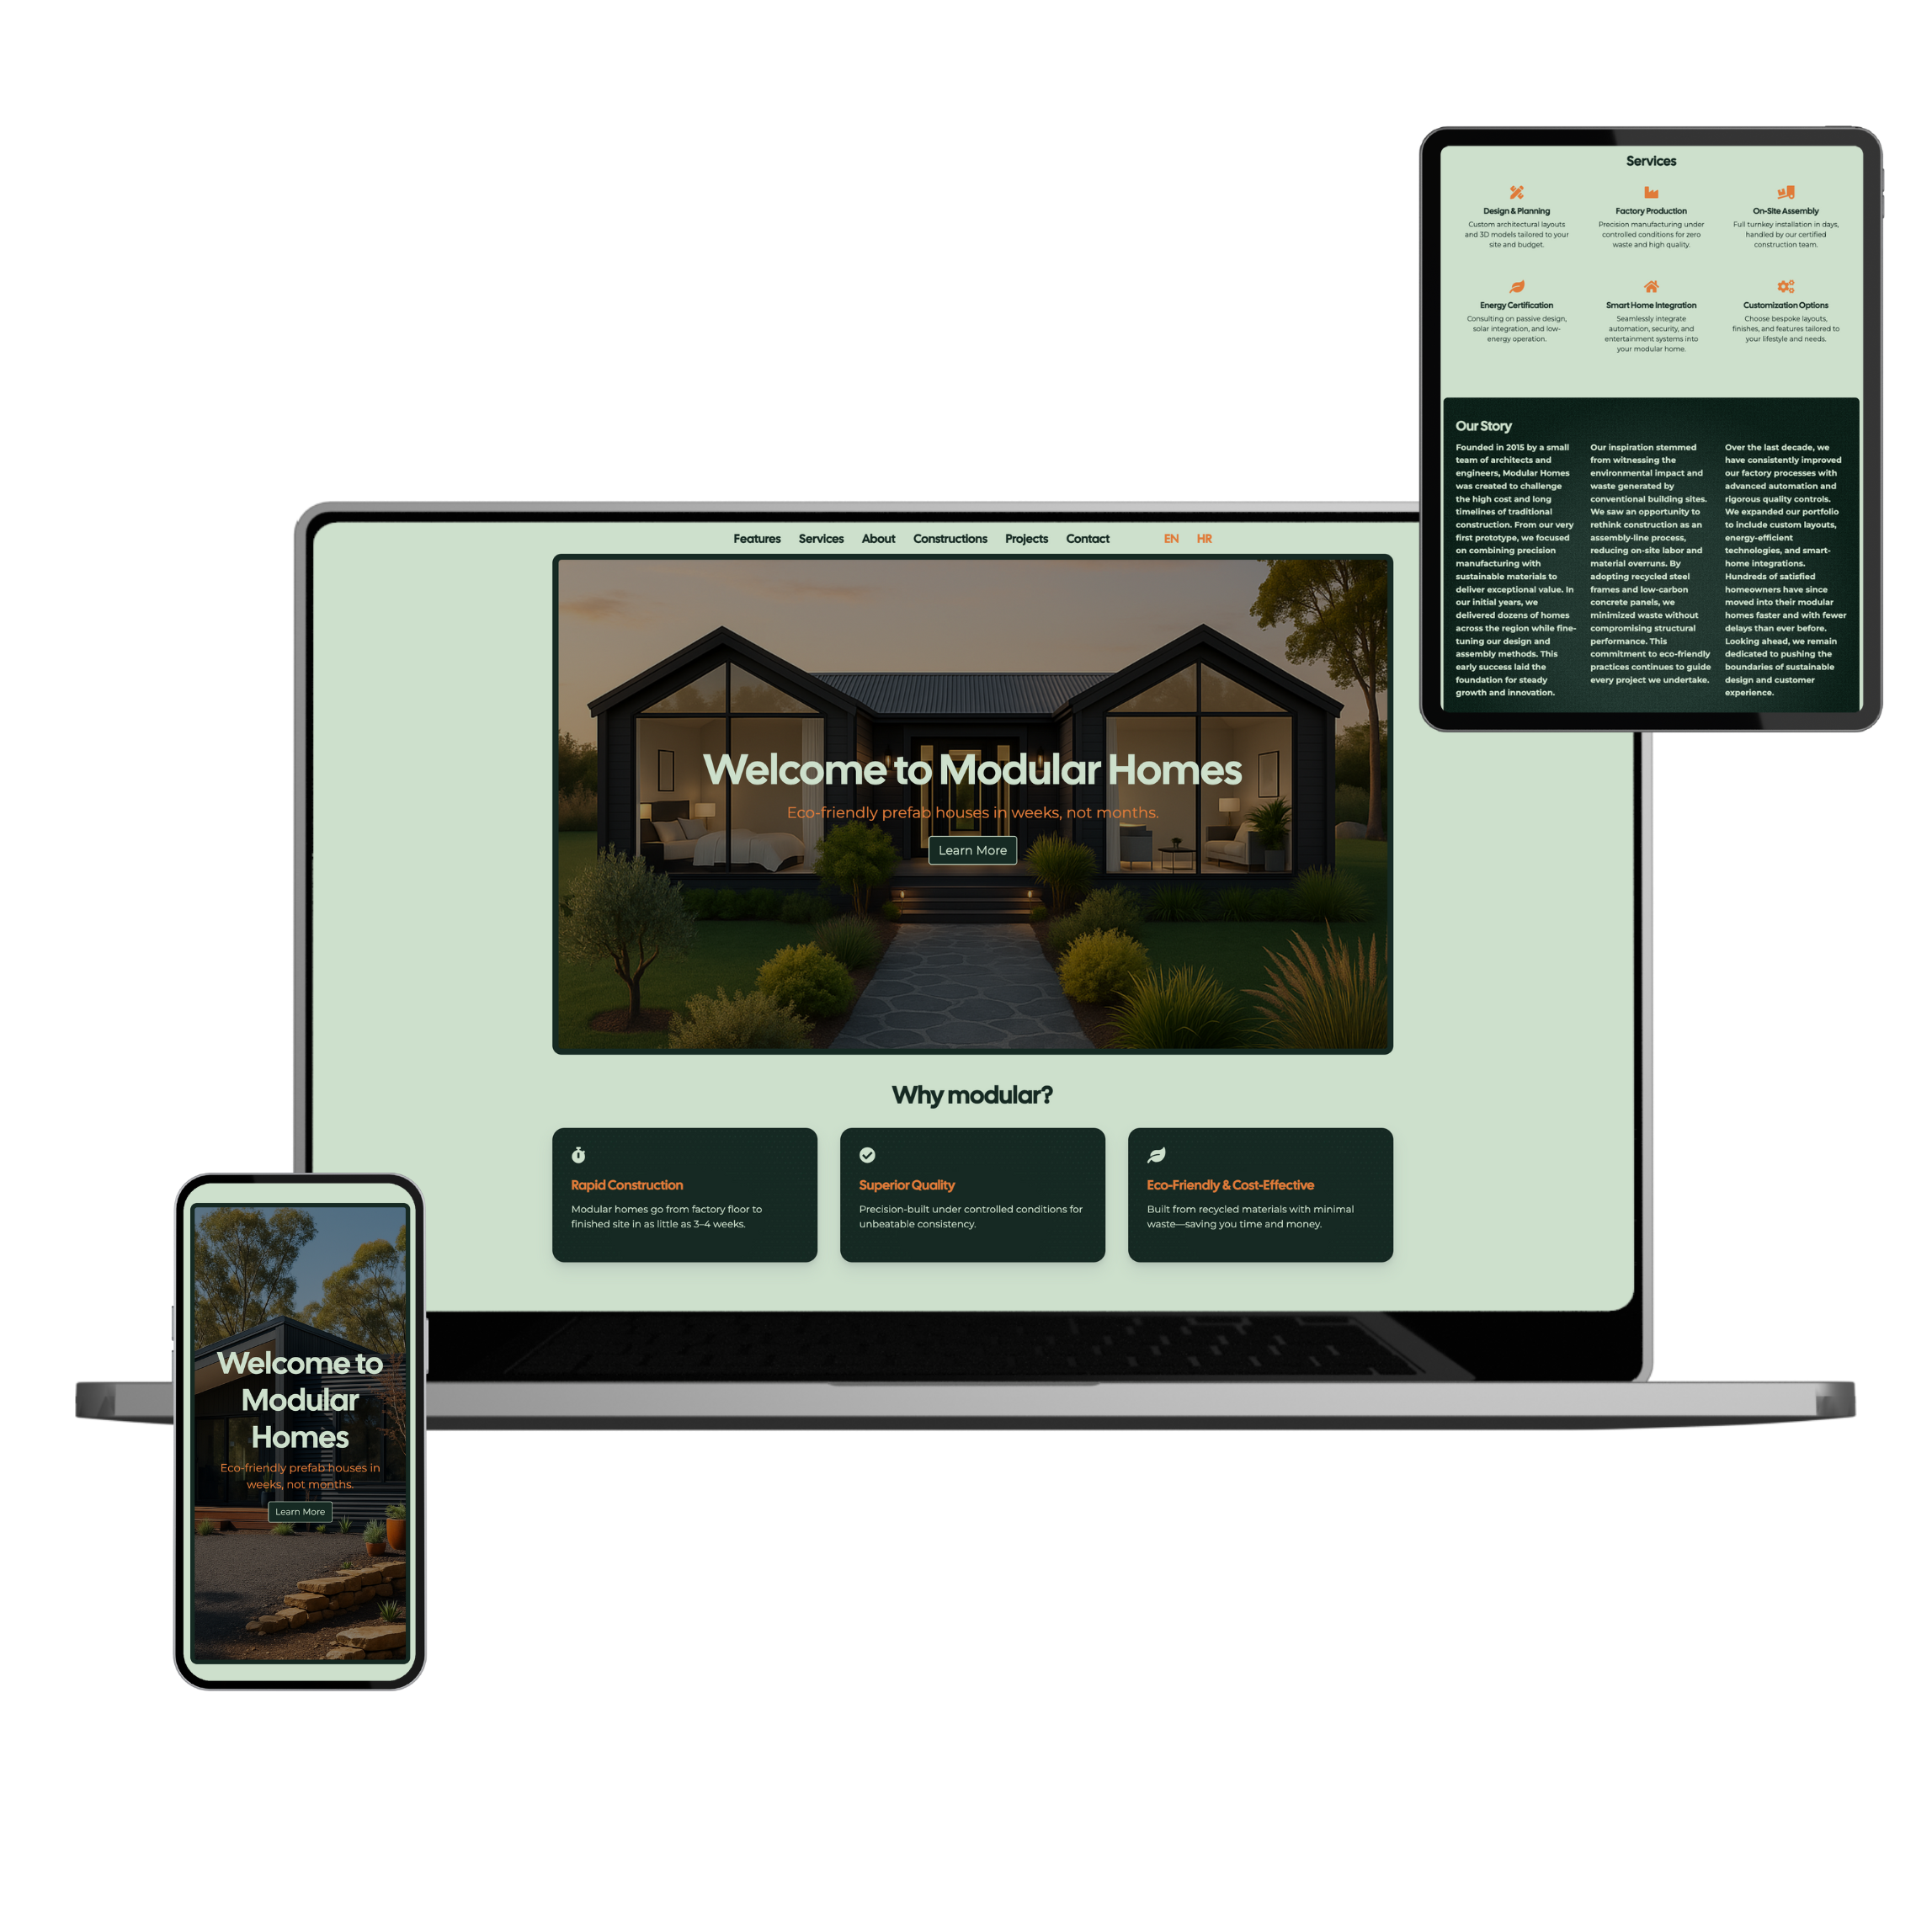 Services
Design & Planning
Custom architectural layouts
and 3D models tailored to your
site and budget.
Factory Production
Precision manufacturing under
controlled conditions for zero
waste and high quality.
On-Site Assembly
Full turnkey installation in days,
handled by our certified
construction team.
Energy Certification
Consulting on passive design,
solar integration, and low-
energy operation.
Smart Home Integration
Seamlessly integrate
automation, security, and
entertainment systems into
your modular home.
Customization Options
Choose bespoke layouts,
finishes, and features tailored to
your lifestyle and needs.
Our Story
Founded in 2015 by a small
team of architects and
engineers, Modular Homes
was created to challenge
the high cost and long
timelines of traditional
construction. From our very
first prototype, we focused
on combining precision
manufacturing with
sustainable materials to
deliver exceptional value. In
our initial years, we
delivered dozens of homes
across the region while fine-
tuning our design and
assembly methods. This
early success laid the
foundation for steady
growth and innovation.
Our inspiration stemmed
from witnessing the
environmental impact and
waste generated by
conventional building sites.
We saw an opportunity to
rethink construction as an
assembly-line process,
reducing on-site labor and
material overruns. By
adopting recycled steel
frames and low-carbon
concrete panels, we
minimized waste without
compromising structural
performance. This
commitment to eco-friendly
practices continues to guide
every project we undertake.
Over the last decade, we
have consistently improved
our factory processes with
advanced automation and
rigorous quality controls.
We expanded our portfolio
to include custom layouts,
energy-efficient
technologies, and smart-
home integrations.
Hundreds of satisfied
homeowners have since
moved into their modular
homes faster and with fewer
delays than ever before.
Looking ahead, we remain
dedicated to pushing the
boundaries of sustainable
design and customer
experience.
Features Services About Constructions Projects Contact EN HR
Welcome to Modular Homes
Eco-friendly prefab houses in weeks, not months.
Learn More
Why modular?
Rapid Construction
Modular homes go from factory floor to
finished site in as little as 3–4 weeks.
Superior Quality
Precision-built under controlled conditions for
unbeatable consistency.
Eco-Friendly & Cost-Effective
Built from recycled materials with minimal
waste—saving you time and money.
Welcome to
Modular
Homes
Eco-friendly prefab houses in
weeks, not months.
Learn More